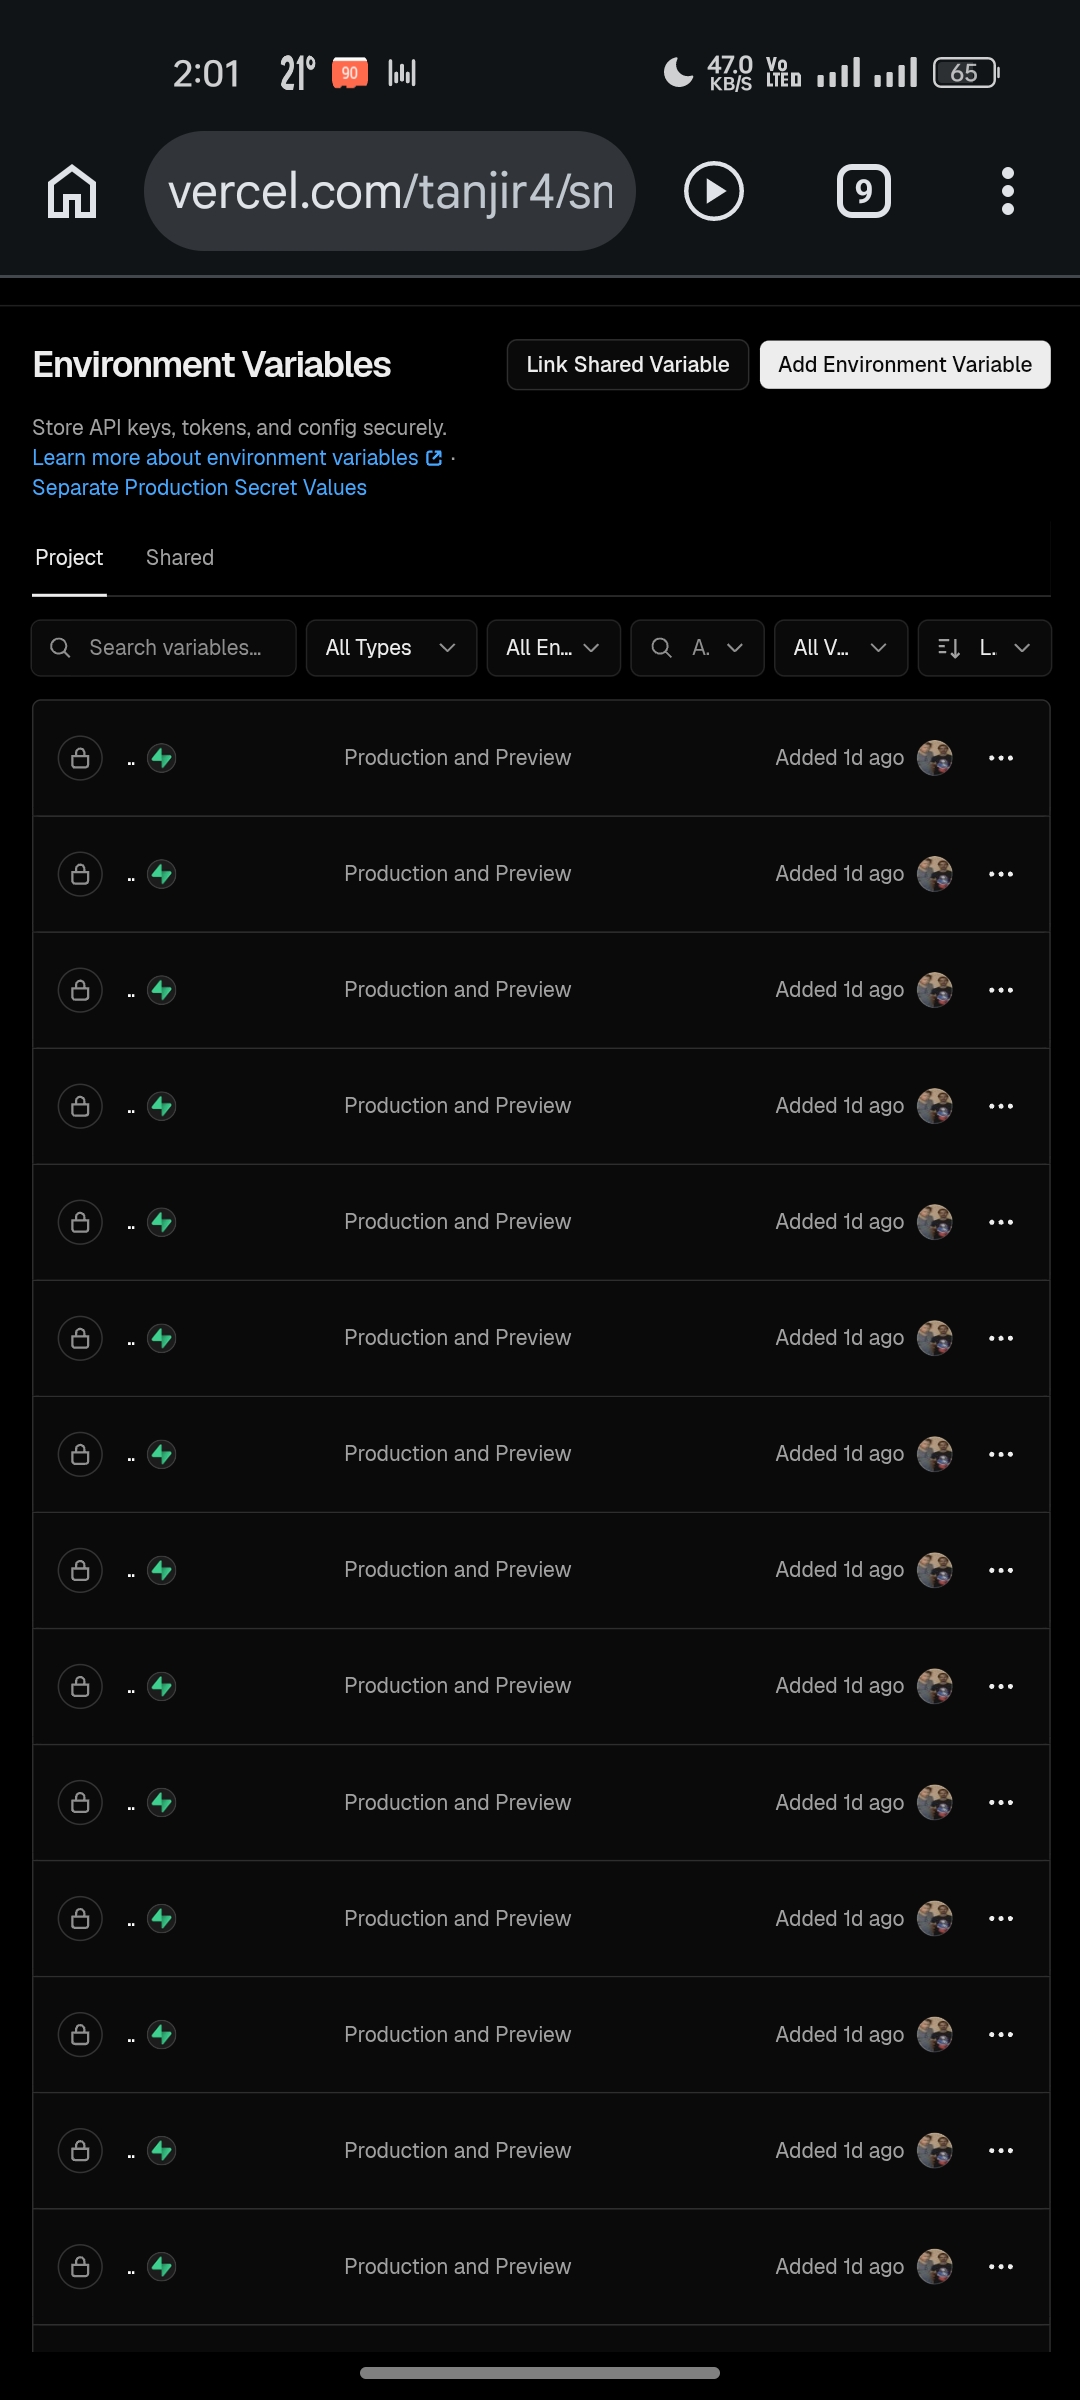 2:01 21° 90 47.0 KB/S Vo LTE D 65
vercel.com/tanjir4/sn 9
Environment Variables Link Shared Variable Add Environment Variable
Store API keys, tokens, and config securely.
Learn more about environment variables ·
Separate Production Secret Values
Project Shared
Search variables... All Types All En... A. All V... L.
.. Production and Preview Added 1d ago
.. Production and Preview Added 1d ago
.. Production and Preview Added 1d ago
.. Production and Preview Added 1d ago
.. Production and Preview Added 1d ago
.. Production and Preview Added 1d ago
.. Production and Preview Added 1d ago
.. Production and Preview Added 1d ago
.. Production and Preview Added 1d ago
.. Production and Preview Added 1d ago
.. Production and Preview Added 1d ago
.. Production and Preview Added 1d ago
.. Production and Preview Added 1d ago
.. Production and Preview Added 1d ago